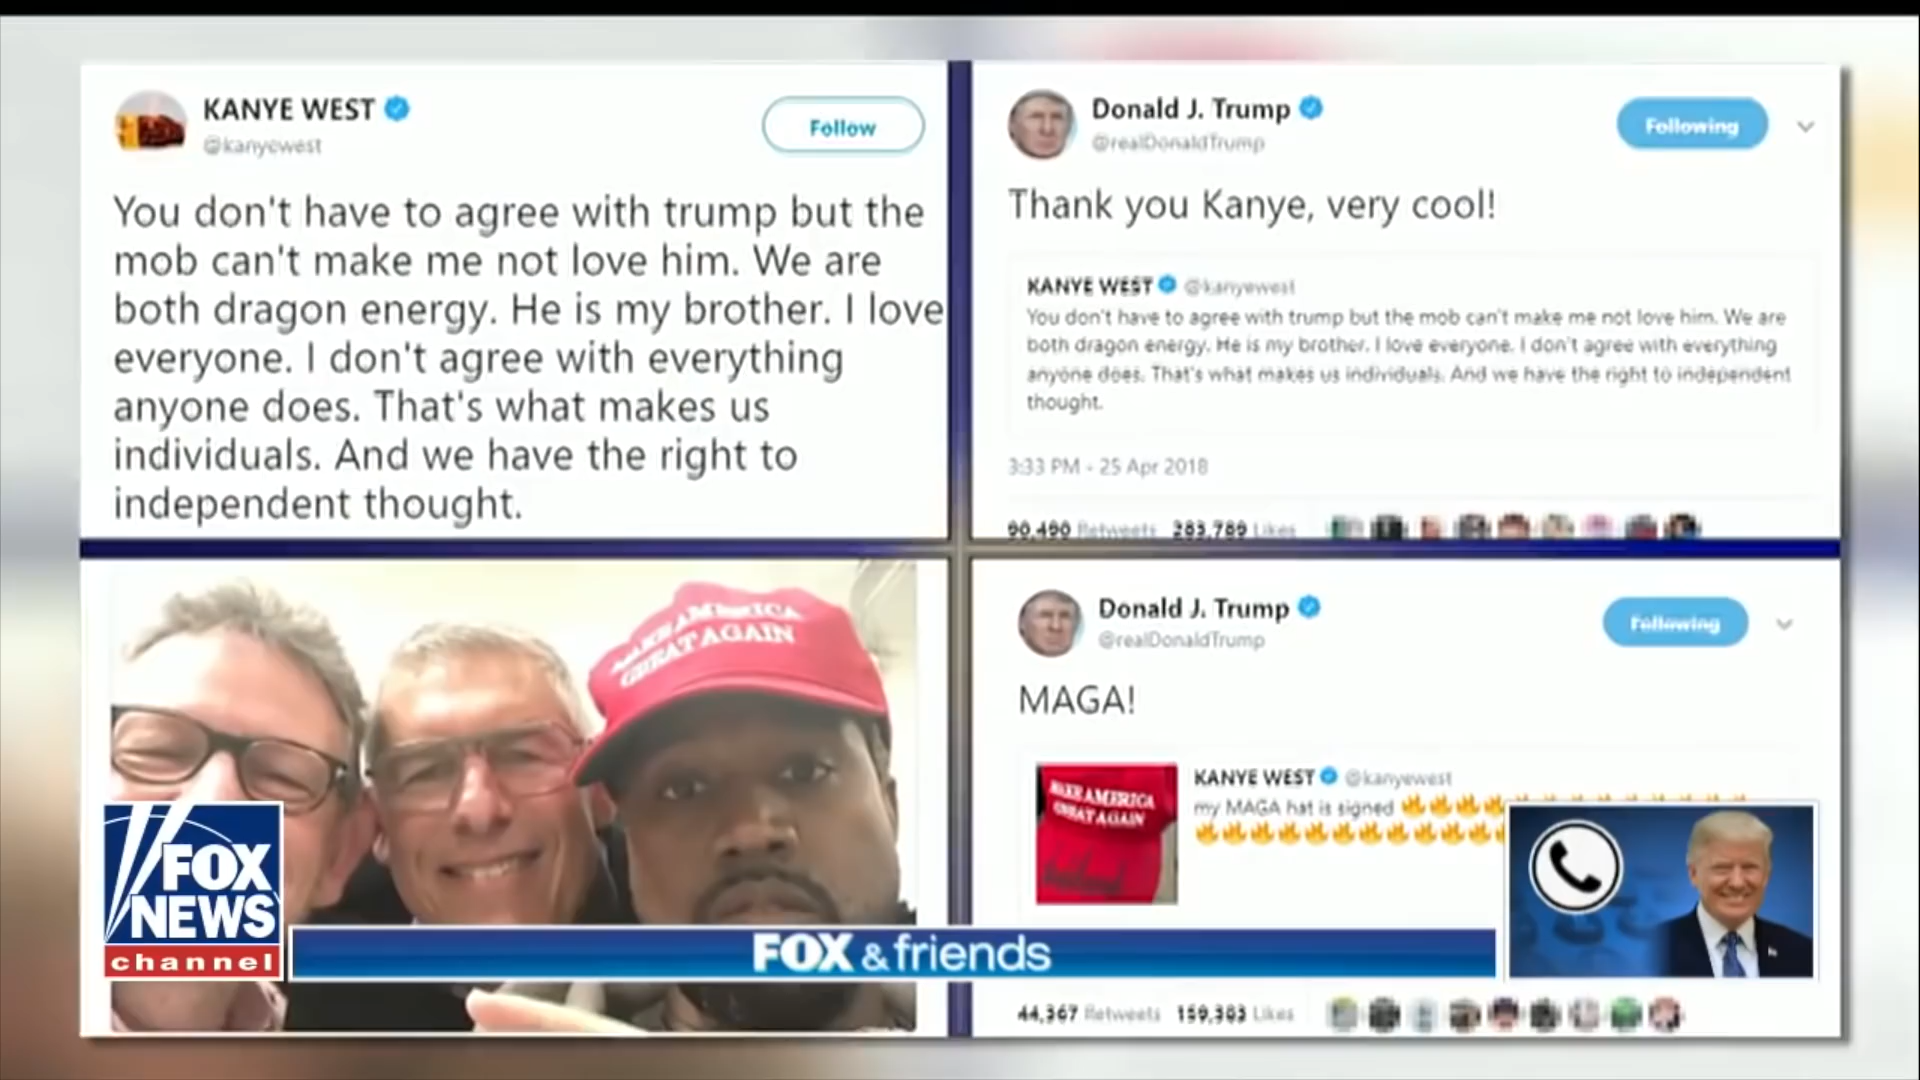 KANYE WEST
@kanyewest
Follow
You don't have to agree with trump but the
mob can't make me not love him. We are
both dragon energy. He is my brother. I love
everyone. I don't agree with everything
anyone does. That's what makes us
individuals. And we have the right to
independent thought.
Donald J. Trump
@realDonaldTrump
Following
Thank you Kanye, very cool!
KANYE WEST @kanyewest
You don't have to agree with trump but the mob can't make me not love him. We are
both dragon energy. He is my brother. I love everyone. I don't agree with everything
anyone does. That's what makes us individuals. And we have the right to independent
thought.
3:33 PM - 25 Apr 2018
90,490 Retweets 283,789 Likes
MAKE AMERICA
GREAT AGAIN
Donald J. Trump
@realDonaldTrump
Following
MAGA!
MAKE AMERICA
GREAT AGAIN
KANYE WEST @kanyewest
my MAGA hat is signed 🔥🔥🔥🔥
🔥🔥🔥🔥🔥🔥🔥🔥🔥🔥🔥🔥
44,367 Retweets 159,383 Likes
FOX
NEWS
channel
FOX & friends